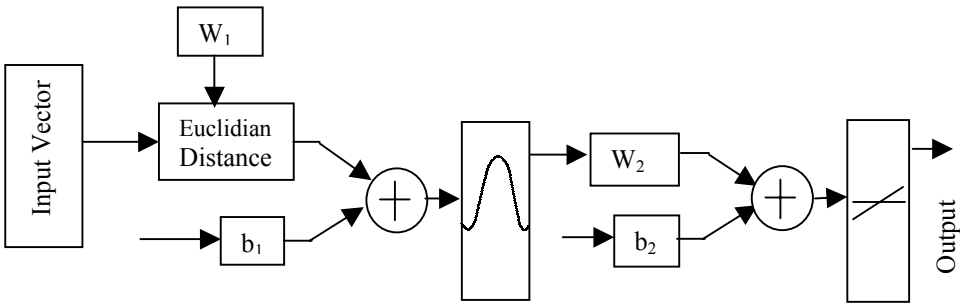 W₁
Input Vector
Euclidian
Distance
b₁
W₂
b₂
Output